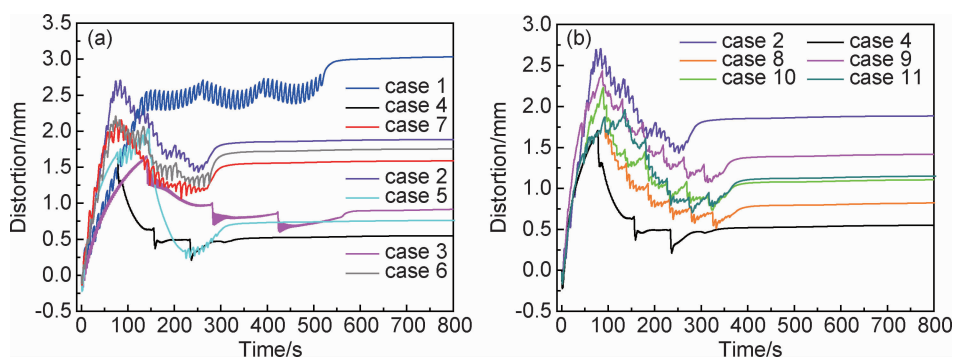 (a)
3.5
3.0
2.5
2.0
1.5
1.0
0.5
0.0
-0.5
Distortion/mm
case 1
case 4
case 7
case 2
case 5
case 3
case 6
0 100 200 300 400 500 600 700 800
Time/s
(b)
3.0
2.5
2.0
1.5
1.0
0.5
0.0
-0.5
Distortion/mm
case 2 case 4
case 8 case 9
case 10 case 11
0 100 200 300 400 500 600 700 800
Time/s